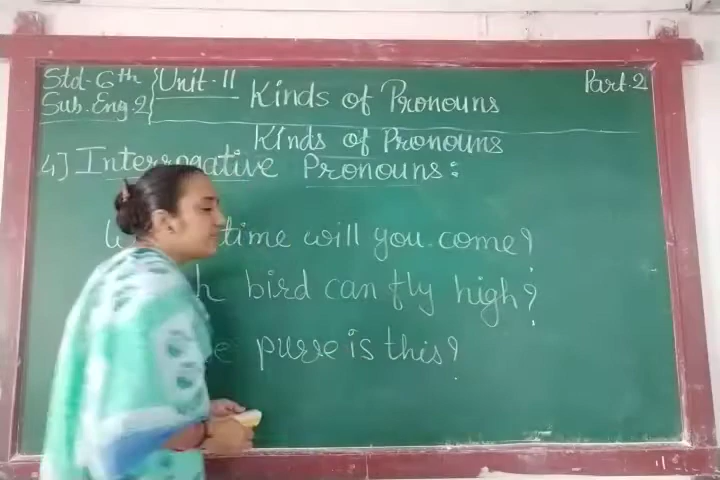 Std-6th Unit-11 Kinds of Pronouns Part-2
Sub.Eng.2
Kinds of Pronouns
4] Interrogative Pronouns:
time will you come?
bird can fly high?
purse is this?